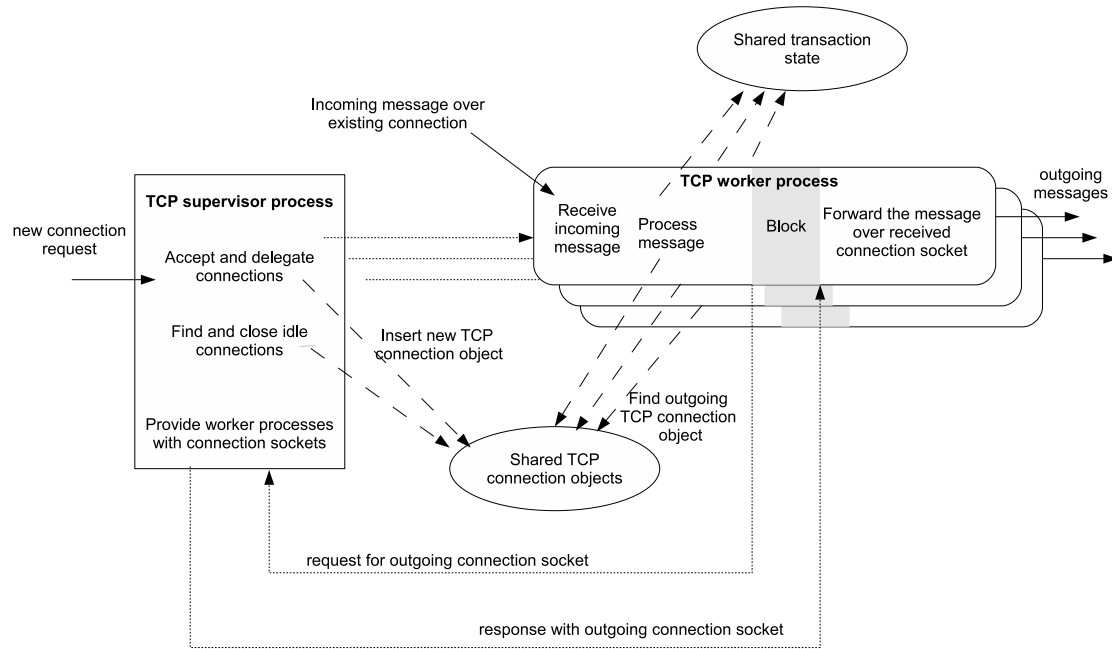 Shared transaction
state
Incoming message over
existing connection
TCP supervisor process
TCP worker process
outgoing
messages
new connection
request
Receive
incoming
message
Process
message
Block
Forward the message
over received
connection socket
Accept and delegate
connections
Find and close idle
connections
Insert new TCP
connection object
Find outgoing
TCP connection
object
Provide worker processes
with connection sockets
Shared TCP
connection objects
request for outgoing connection socket
response with outgoing connection socket